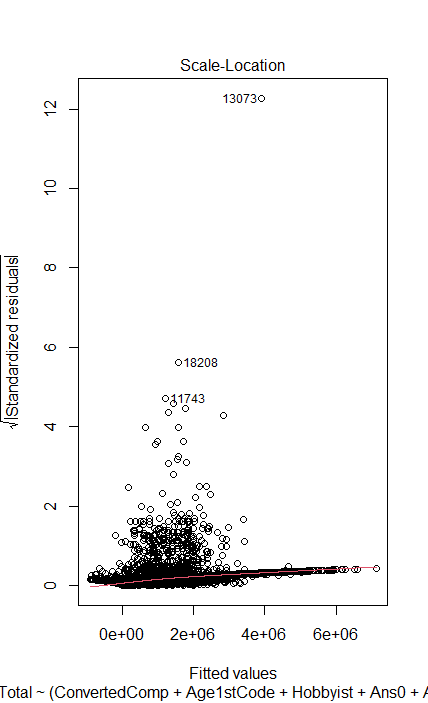 Scale-Location
√|Standardized residuals|
12
10
8
6
4
2
0
13073
18208
11743
0e+00 2e+06 4e+06 6e+06
Fitted values
Total ~ (ConvertedComp + Age1stCode + Hobbyist + Ans0 + A